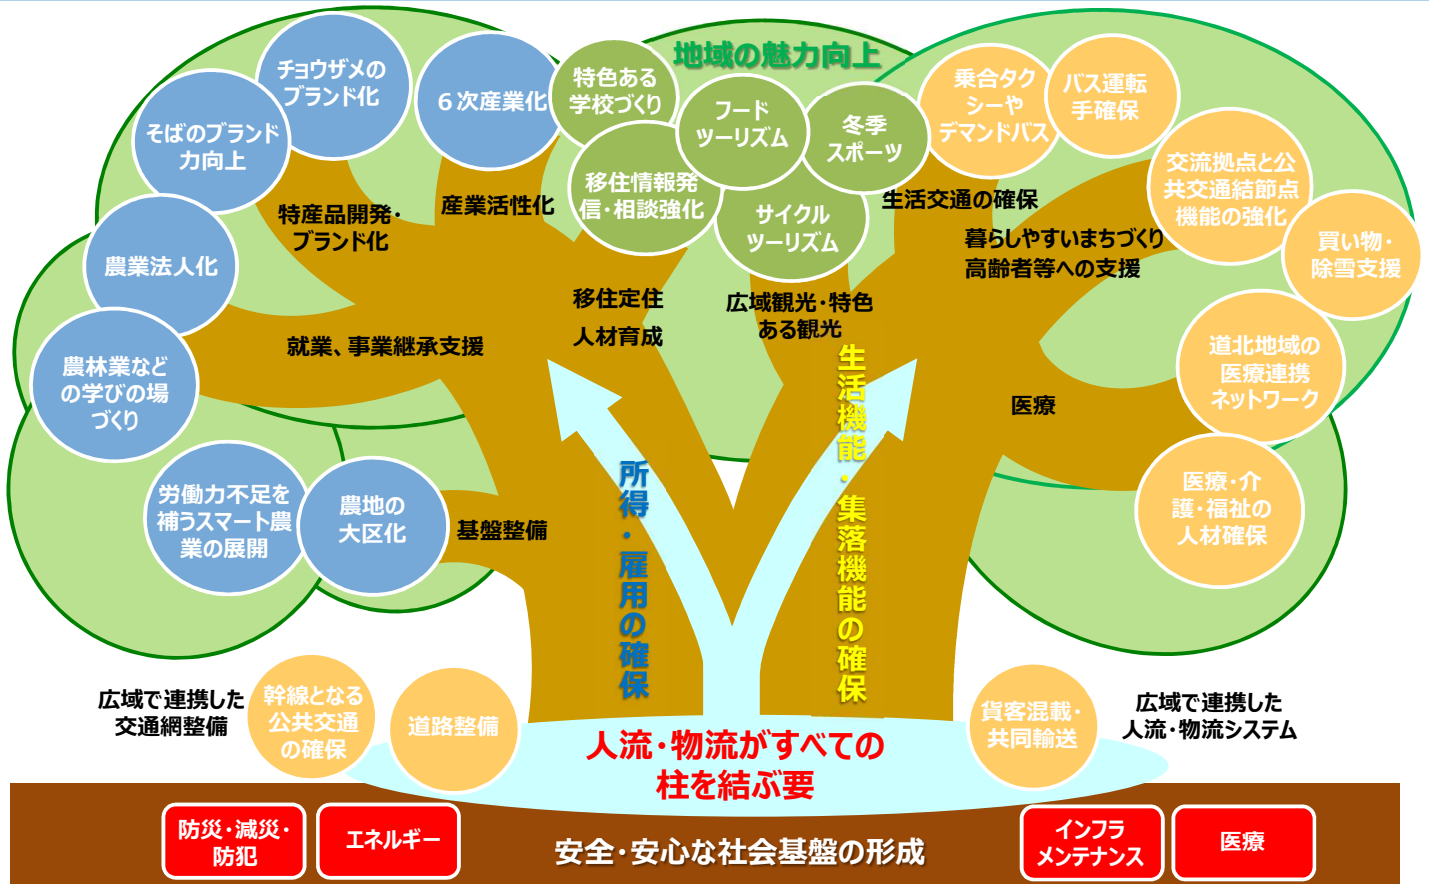 地域の魅力向上
チョウザメの
ブランド化
６次産業化
特色ある
学校づくり
フード
ツーリズム
冬季
スポーツ
乗合タク
シーや
デマンドバス
バス運転
手確保
そばのブランド
力向上
移住情報発
信・相談強化
サイクル
ツーリズム
交流拠点と公
共交通結節点
機能の強化
買い物・
除雪支援
特産品開発・
ブランド化
産業活性化
生活交通の確保
暮らしやすいまちづくり
高齢者等への支援
農業法人化
移住定住
人材育成
広域観光・特色
ある観光
就業、事業継承支援
農林業など
の学びの場
づくり
道北地域の
医療連携
ネットワーク
医療
医療・介
護・福祉の
人材確保
労働力不足を
補うスマート農
業の展開
農地の
大区化
基盤整備
所得・雇用の確保
生活機能・集落機能の確保
広域で連携した
交通網整備
幹線となる
公共交通
の確保
道路整備
人流・物流がすべての
柱を結ぶ要
貨客混載・
共同輸送
広域で連携した
人流・物流システム
防災・減災・
防犯
エネルギー
安全・安心な社会基盤の形成
インフラ
メンテナンス
医療